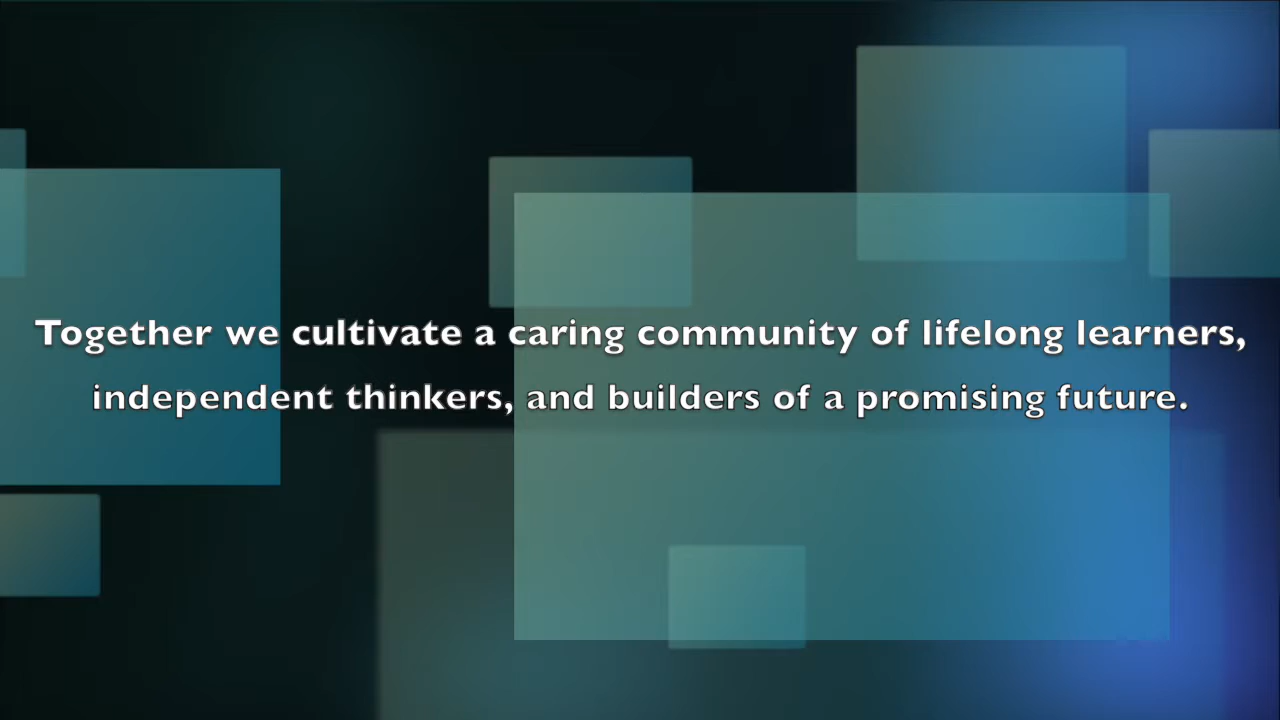 Together we cultivate a caring community of lifelong learners,
independent thinkers, and builders of a promising future.